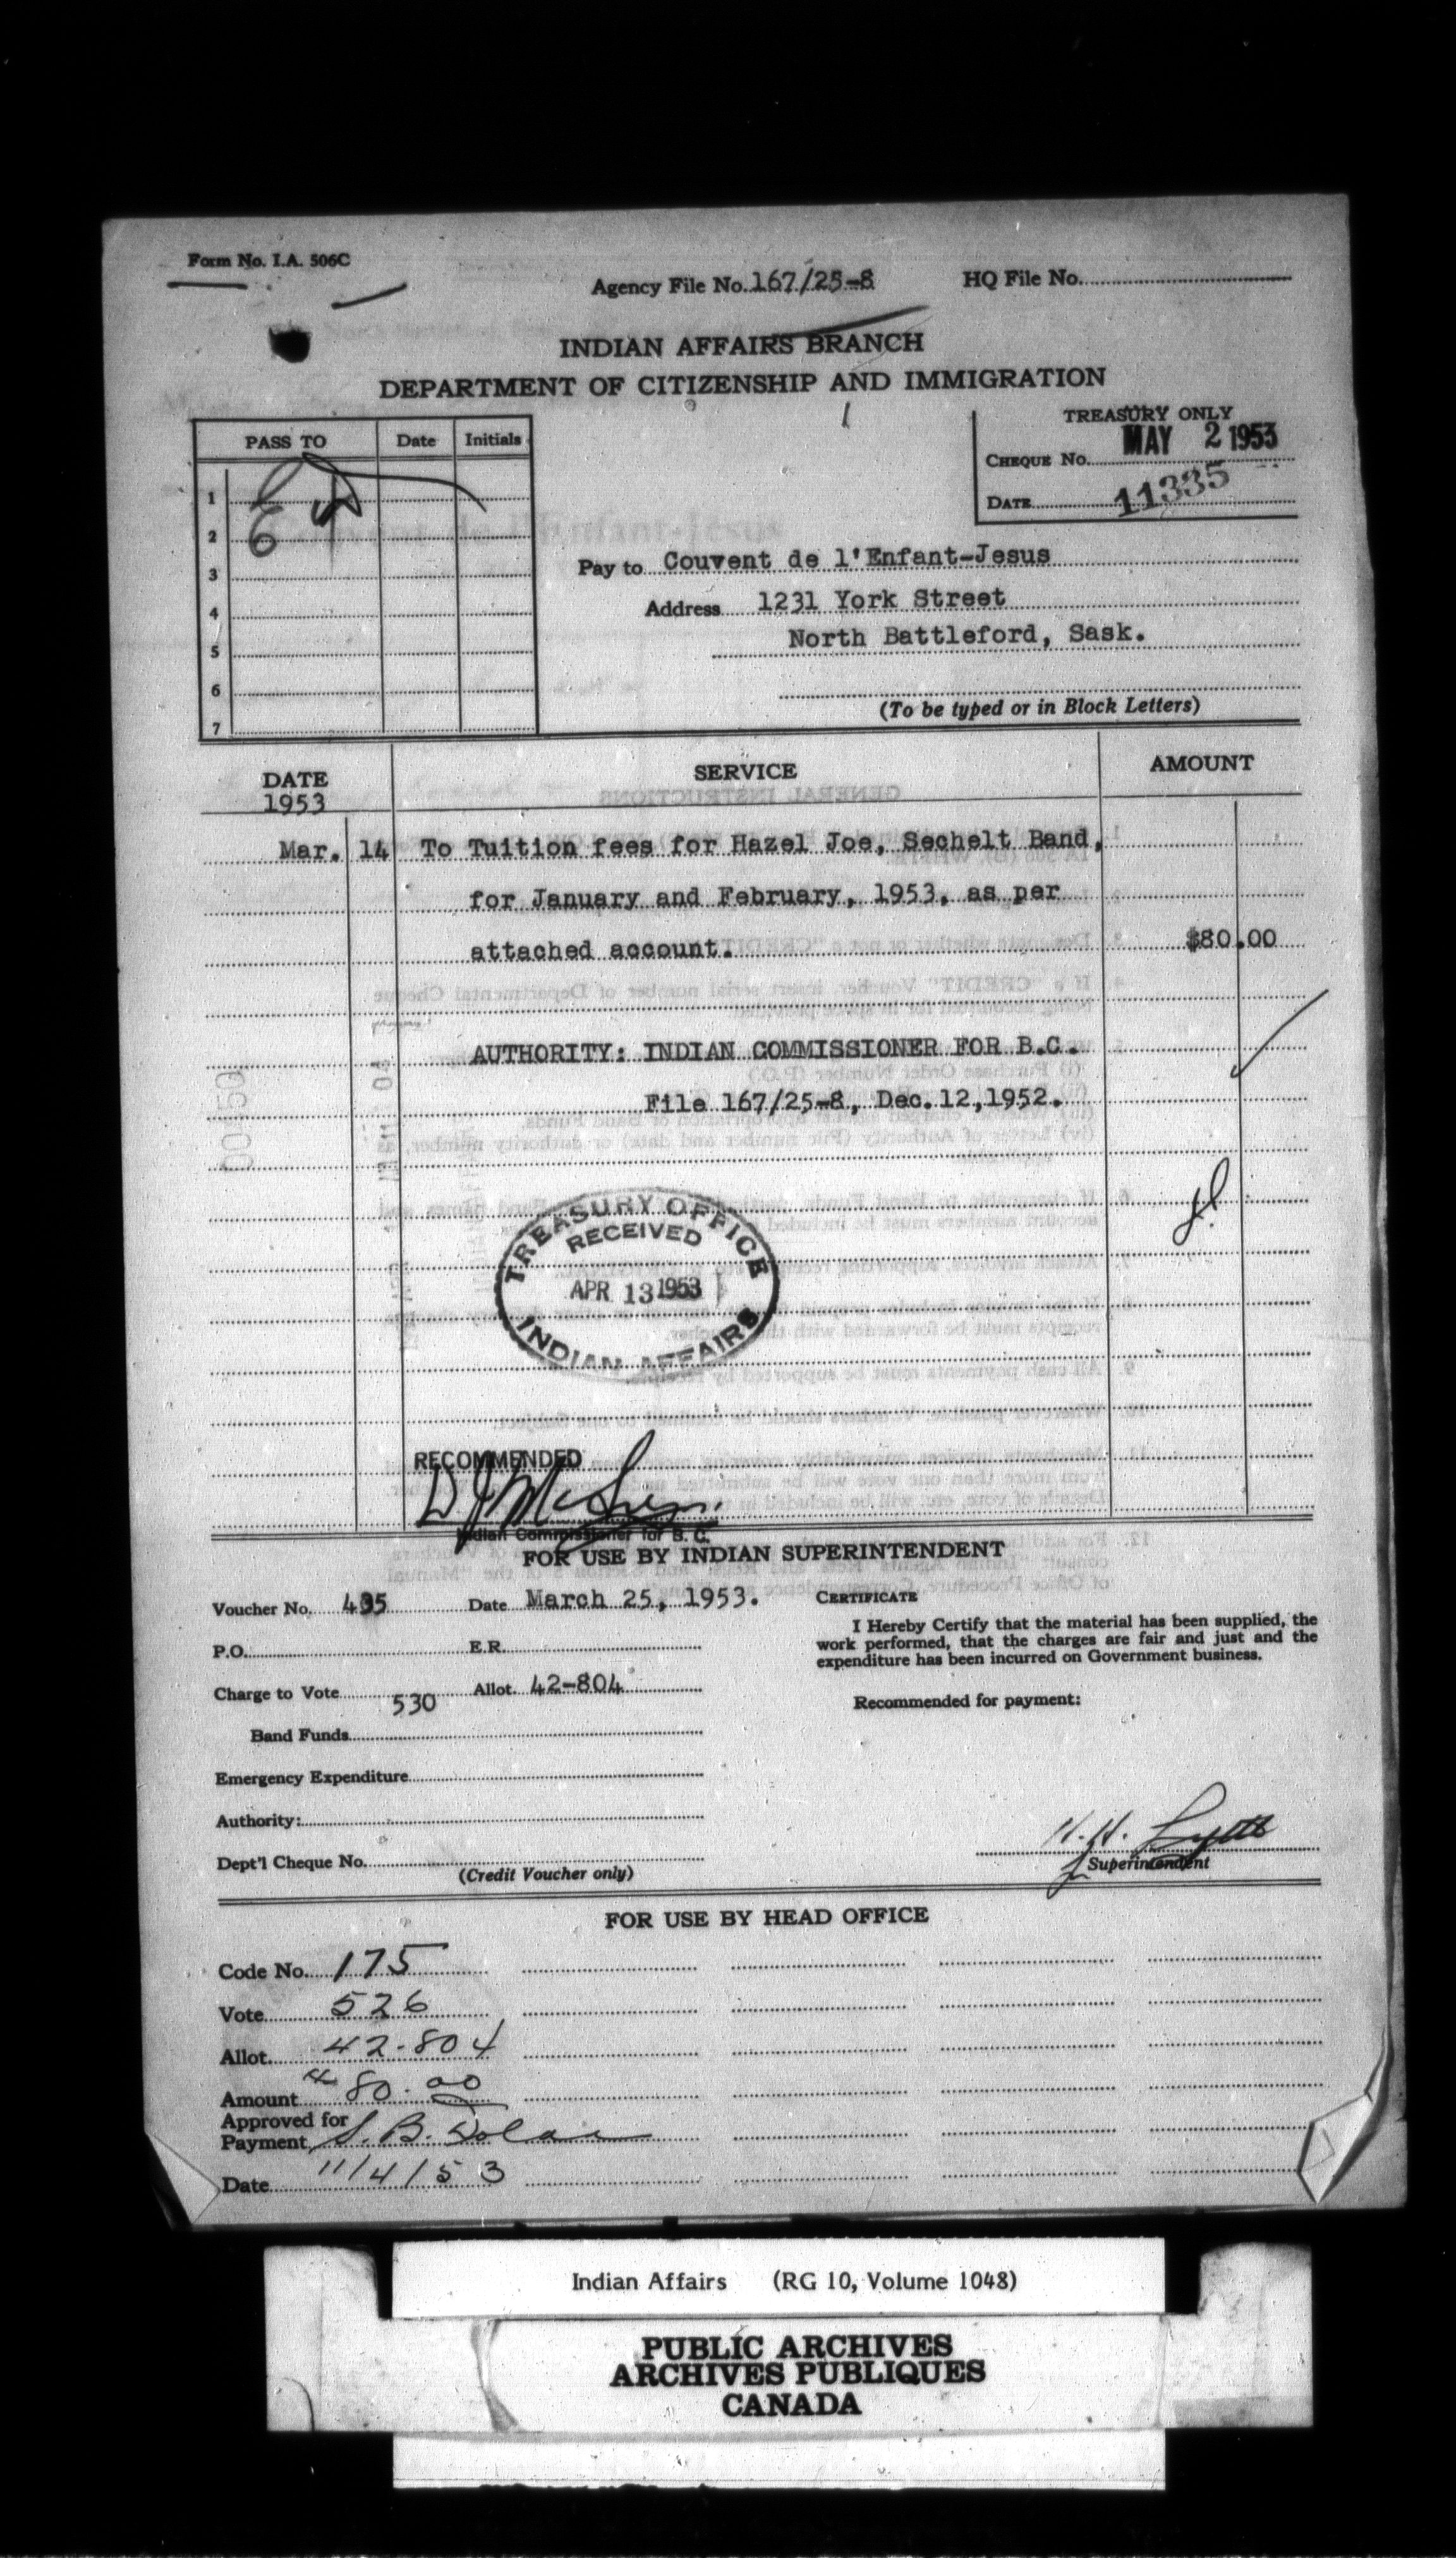 Form No. I.A. 506C
Agency File No. 167/25-8 HQ File No.
INDIAN AFFAIRS BRANCH
DEPARTMENT OF CITIZENSHIP AND IMMIGRATION
PASS TO Date Initials
1
2
3
4
5
6
7
TREASURY ONLY
MAY 2 1953
CHEQUE No.
DATE 11335
Pay to Couvent de l'Enfant-Jesus
Address 1231 York Street
North Battleford, Sask.
(To be typed or in Block Letters)
DATE SERVICE AMOUNT
1953
Mar. 14 To Tuition fees for Hazel Joe, Sechelt Band,
for January and February, 1953, as per
attached account. $80.00
AUTHORITY: INDIAN COMMISSIONER FOR B.C.
File 167/25-8, Dec. 12, 1952.
TREASURY OFFICE
RECEIVED
APR 13 1953
INDIAN AFFAIRS
RECOMMENDED
Indian Commissioner for B. C.
FOR USE BY INDIAN SUPERINTENDENT
Voucher No. 495 Date March 25, 1953.
P.O. E.R.
Charge to Vote 530 Allot. 42-804
Band Funds
Emergency Expenditure
Authority:
Dept'l Cheque No.
(Credit Voucher only)
CERTIFICATE
I Hereby Certify that the material has been supplied, the
work performed, that the charges are fair and just and the
expenditure has been incurred on Government business.
Recommended for payment:
Superintendent
FOR USE BY HEAD OFFICE
Code No. 175
Vote 526
Allot. 42-804
Amount 80.00
Approved for
Payment
Date 11/4/53
Indian Affairs (RG 10, Volume 1048)
PUBLIC ARCHIVES
ARCHIVES PUBLIQUES
CANADA